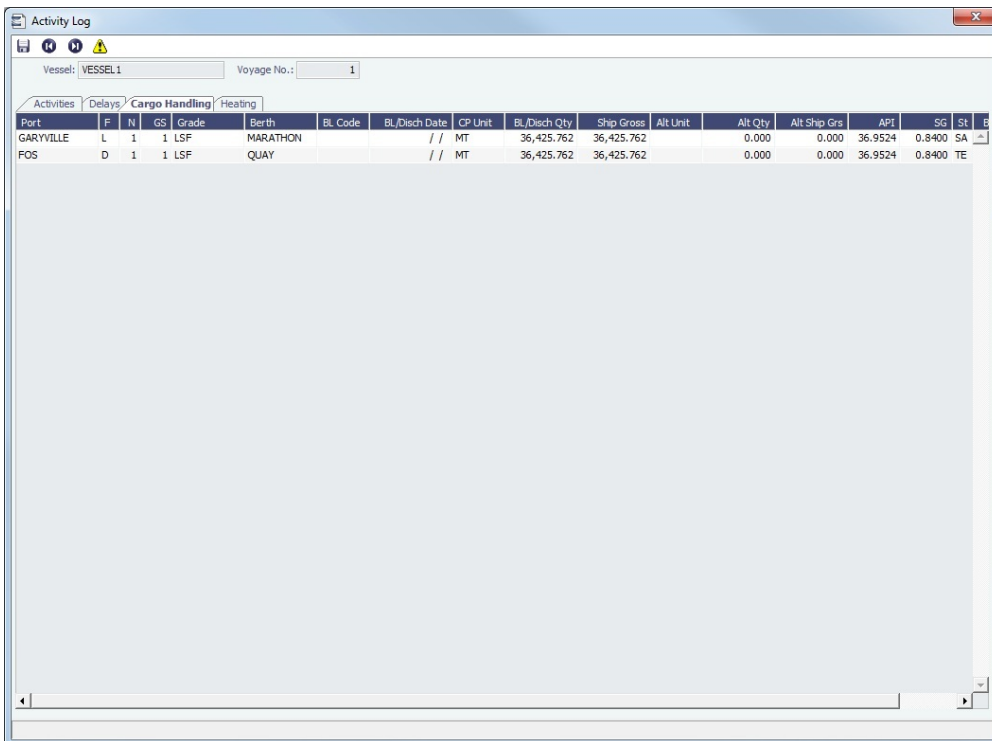 Activity Log
Vessel: VESSEL1 Voyage No.: 1
Activities Delays Cargo Handling Heating
Port F N GS Grade Berth BL Code BL/Disch Date CP Unit BL/Disch Qty Ship Gross Alt Unit Alt Qty Alt Ship Grs API SG St B
GARYVILLE L 1 1 LSF MARATHON / / MT 36,425.762 36,425.762 0.000 0.000 36.9524 0.8400 SA
FOS D 1 1 LSF QUAY / / MT 36,425.762 36,425.762 0.000 0.000 36.9524 0.8400 TE